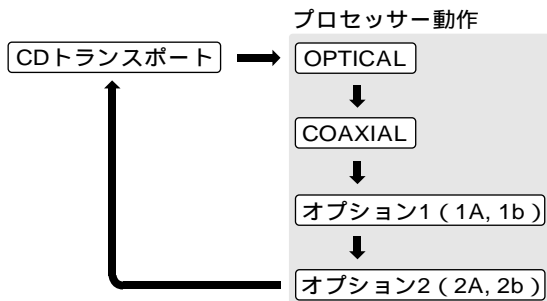 プロセッサー動作
CDトランスポート
OPTICAL
COAXIAL
オプション1（1A, 1b）
オプション2（2A, 2b）